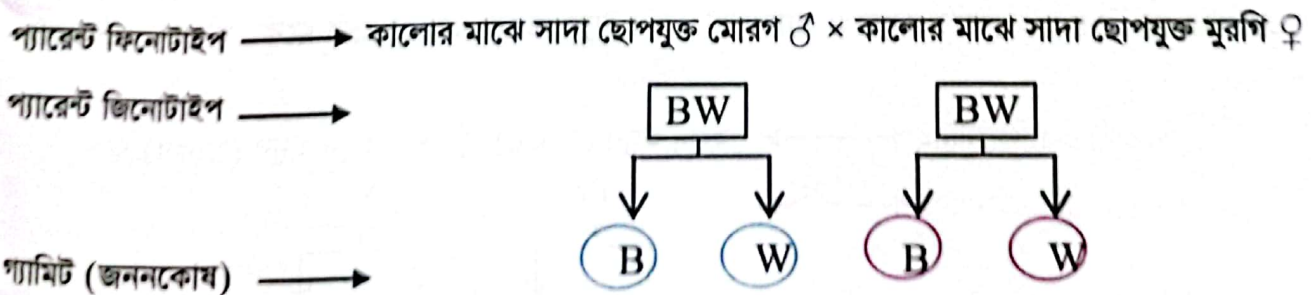 প্যারেন্ট ফিনোটাইপ কালোর মাঝে সাদা ছোপযুক্ত মোরগ ♂ × কালোর মাঝে সাদা ছোপযুক্ত মুরগি ♀
প্যারেন্ট জিনোটাইপ BW BW
গ্যামিট (জননকোষ) B W B W